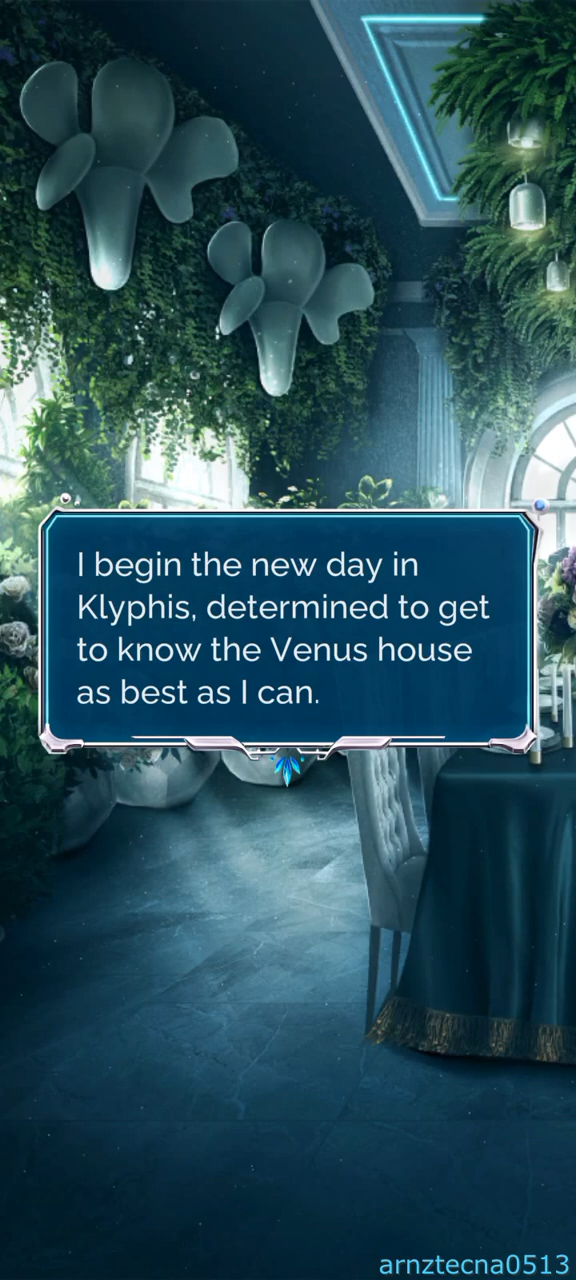 I begin the new day in
Klyphis, determined to get
to know the Venus house
as best as I can.
arnztecna0513